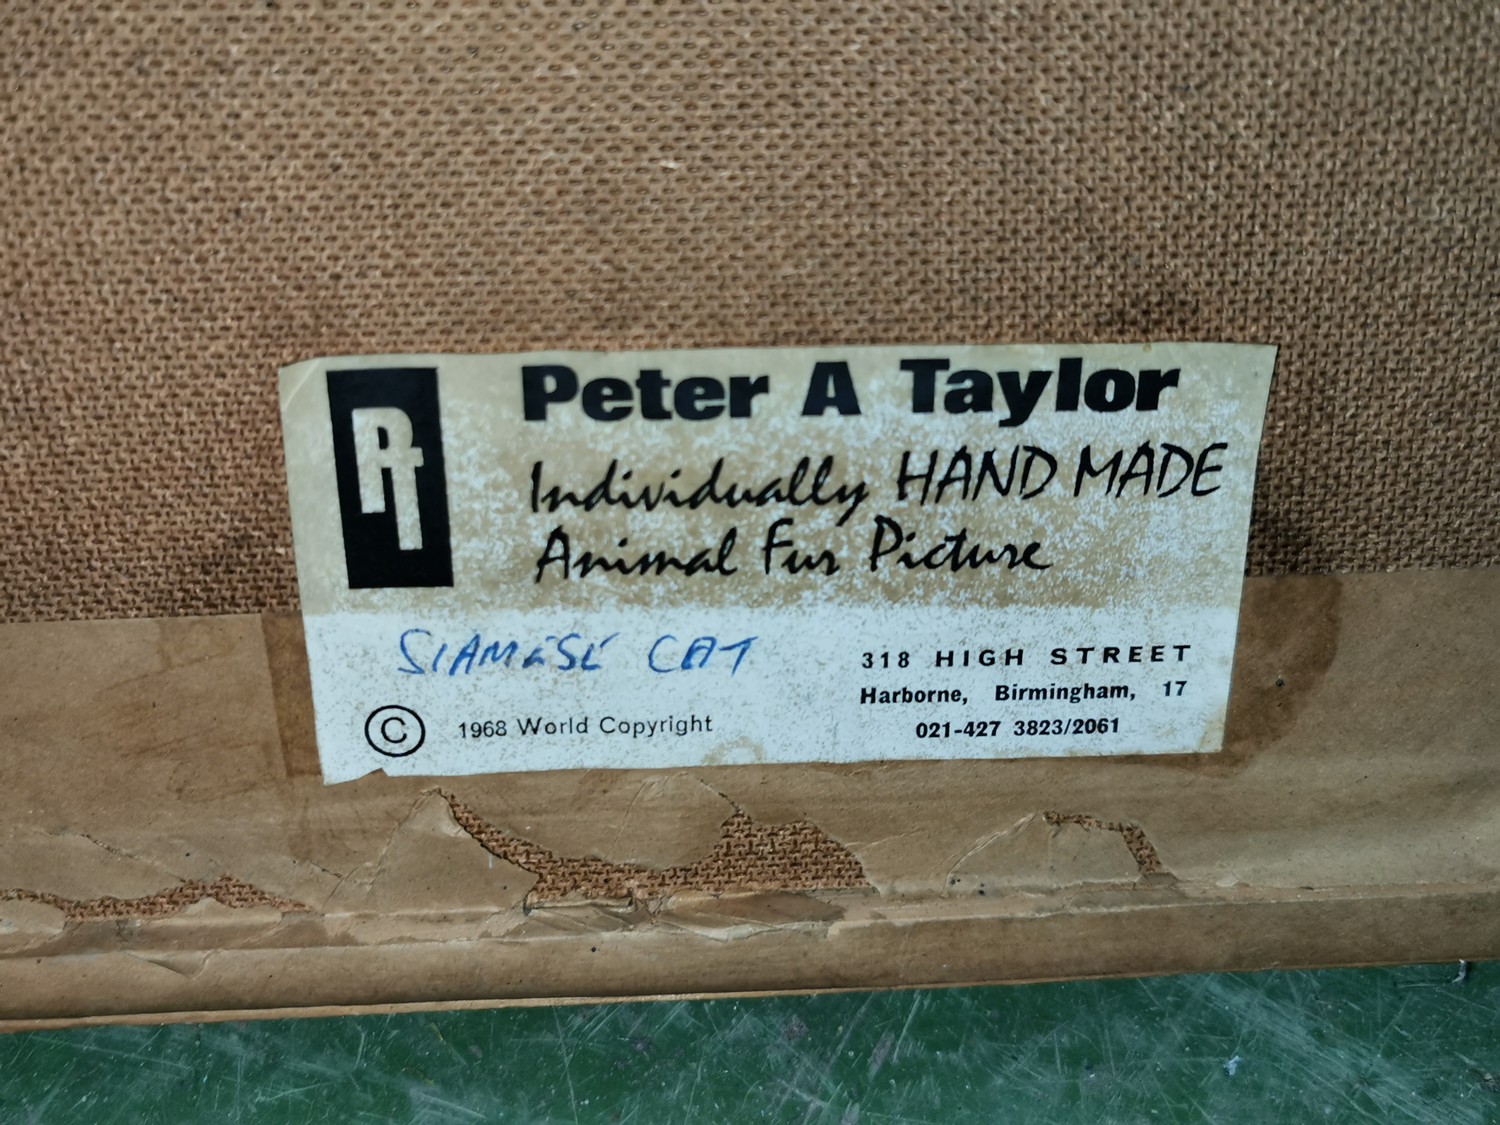 PT
Peter A Taylor
Individually HAND MADE
Animal Fur Picture
SIAMESE CAT
318 HIGH STREET
Harborne, Birmingham, 17
© 1968 World Copyright
021-427 3823/2061